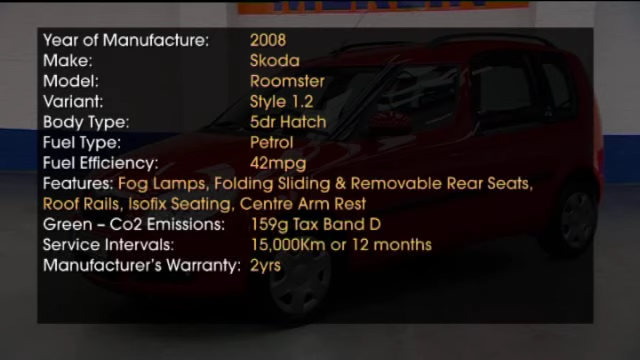 Year of Manufacture: 2008
Make: Skoda
Model: Roomster
Variant: Style 1.2
Body Type: 5dr Hatch
Fuel Type: Petrol
Fuel Efficiency: 42mpg
Features: Fog Lamps, Folding Sliding & Removable Rear Seats,
Roof Rails, Isofix Seating, Centre Arm Rest
Green – Co2 Emissions: 159g Tax Band D
Service Intervals: 15,000Km or 12 months
Manufacturer's Warranty: 2yrs